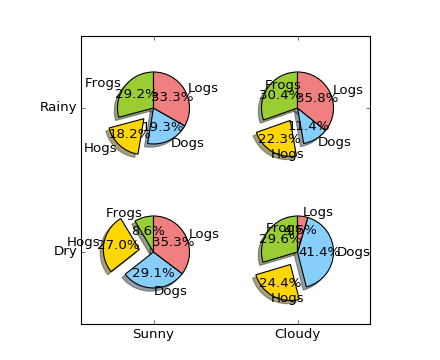 Rainy
Frogs
29.2%
33.3%
Logs
18.2%
19.3%
Hogs
Dogs
Frogs
30.4%
35.8%
Logs
22.3%
11.4%
Hogs
Dogs
Dry
Frogs
8.6%
Hogs
27.0%
35.3%
Logs
29.1%
Dogs
Logs
Frogs
29.6%
41.4%
Dogs
24.4%
Hogs
Sunny
Cloudy